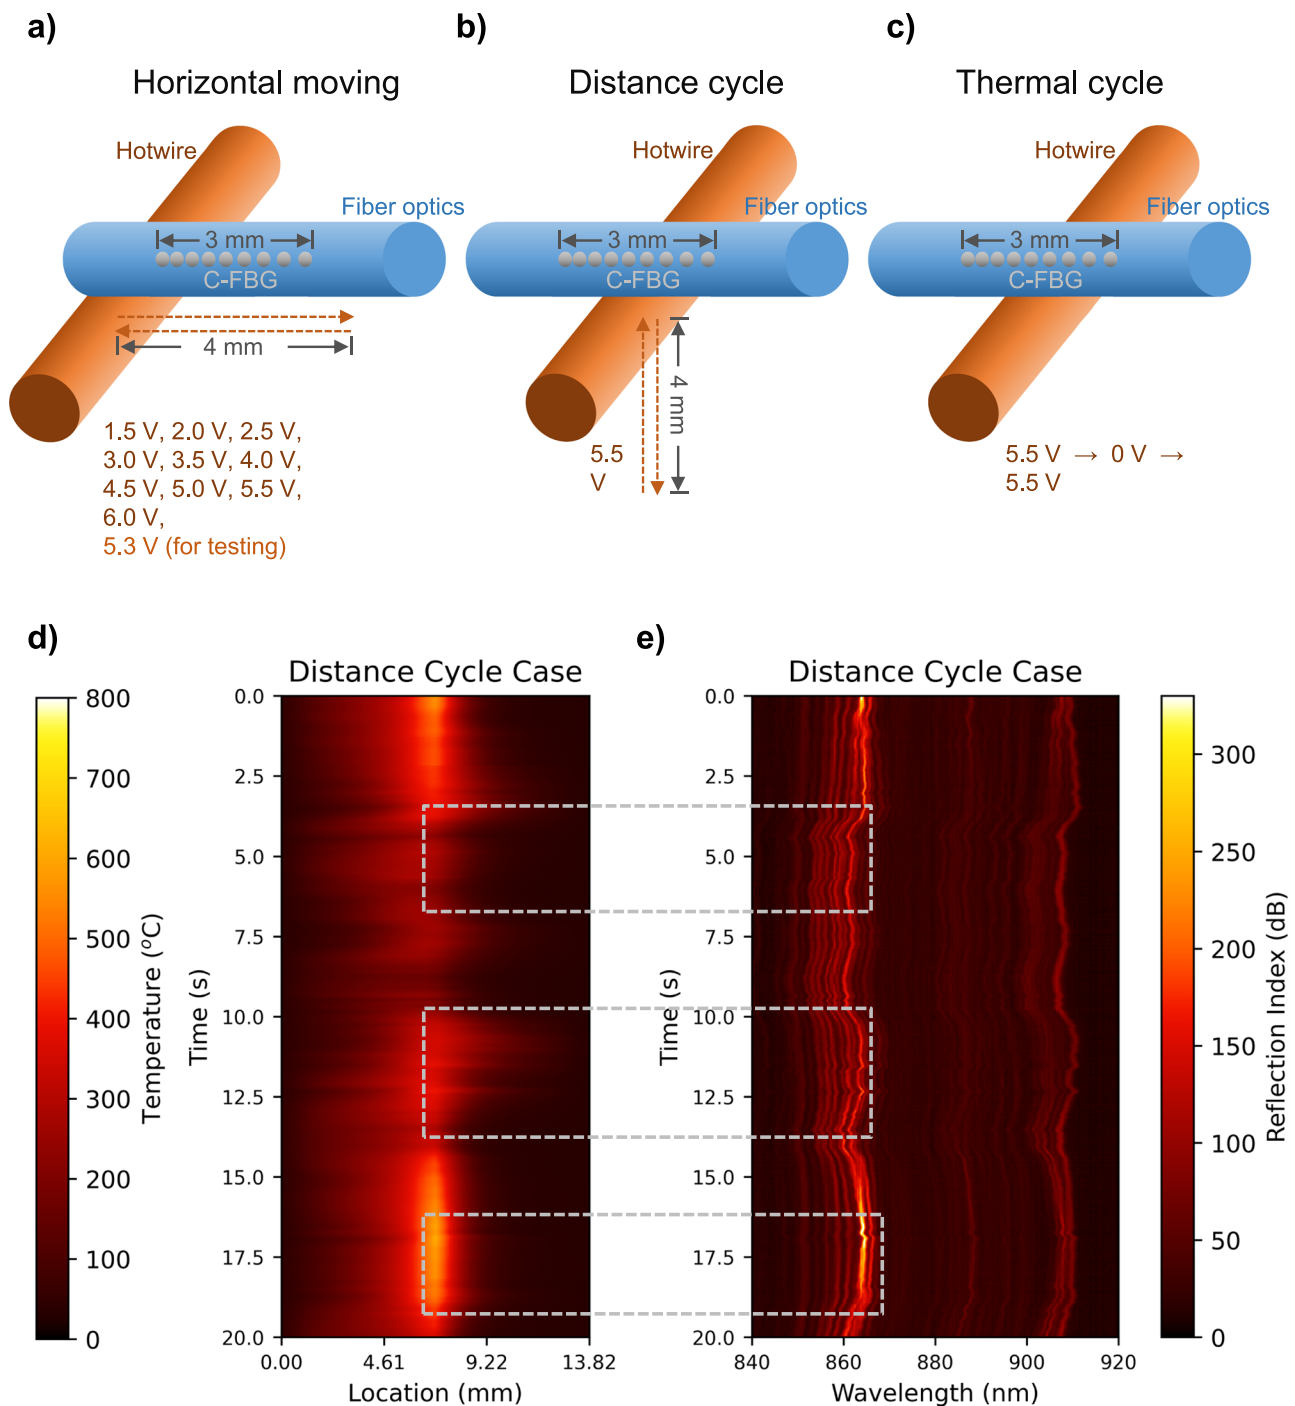 a)
Horizontal moving
Hotwire
Fiber optics
3 mm
C-FBG
4 mm
1.5 V, 2.0 V, 2.5 V,
3.0 V, 3.5 V, 4.0 V,
4.5 V, 5.0 V, 5.5 V,
6.0 V,
5.3 V (for testing)
b)
Distance cycle
Hotwire
Fiber optics
3 mm
C-FBG
4 mm
5.5
V
c)
Thermal cycle
Hotwire
Fiber optics
3 mm
C-FBG
5.5 V → 0 V →
5.5 V
d)
Distance Cycle Case
800
700
600
500
400
300
200
100
0
Temperature (°C)
0.0
2.5
5.0
7.5
10.0
12.5
15.0
17.5
20.0
Time (s)
0.00 4.61 9.22 13.82
Location (mm)
e)
Distance Cycle Case
0.0
2.5
5.0
7.5
10.0
12.5
15.0
17.5
20.0
Time (s)
840 860 880 900 920
Wavelength (nm)
300
250
200
150
100
50
0
Reflection Index (dB)